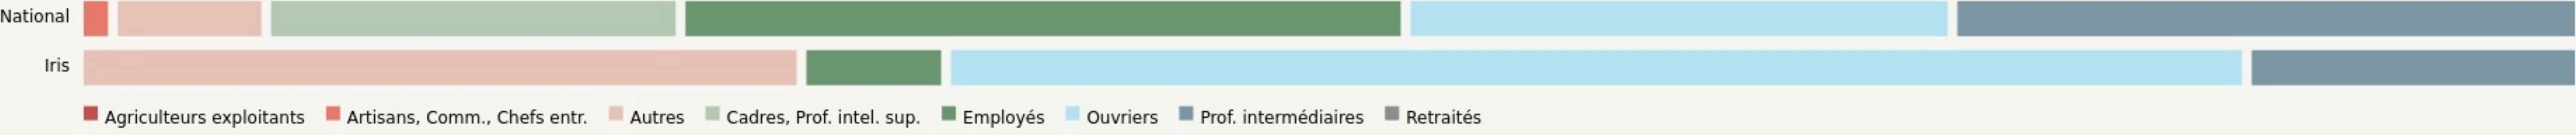 National
Iris
Agriculteurs exploitants Artisans, Comm., Chefs entr. Autres Cadres, Prof. intel. sup. Employés Ouvriers Prof. intermédiaires Retraités